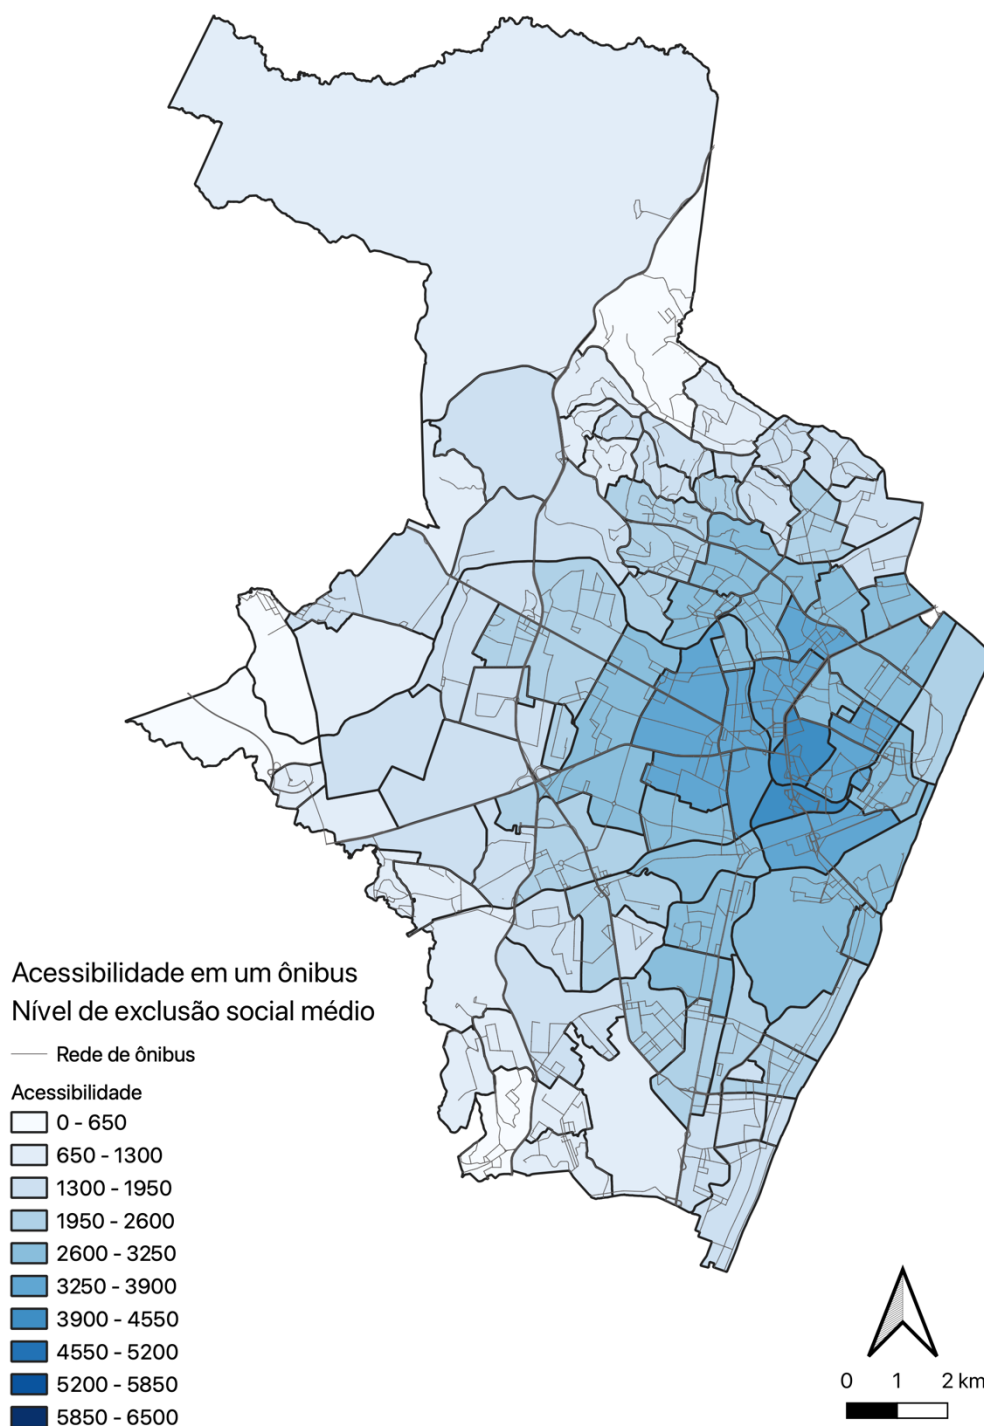 Acessibilidade em um ônibus
Nível de exclusão social médio
Rede de ônibus
Acessibilidade
0 - 650
650 - 1300
1300 - 1950
1950 - 2600
2600 - 3250
3250 - 3900
3900 - 4550
4550 - 5200
5200 - 5850
5850 - 6500
0 1 2 km